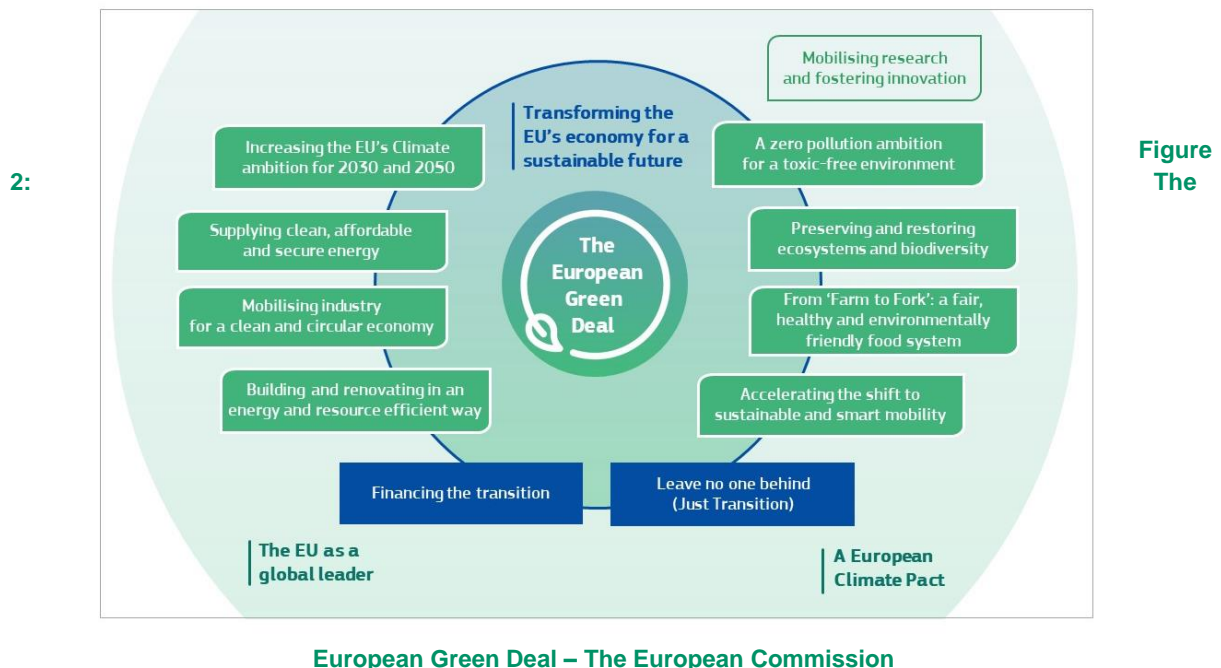 Mobilising research
and fostering innovation
Transforming the
EU's economy for a
sustainable future
Increasing the EU's Climate
ambition for 2030 and 2050
A zero pollution ambition
for a toxic-free environment
Supplying clean, affordable
and secure energy
Preserving and restoring
ecosystems and biodiversity
The
European
Green
Deal
Mobilising industry
for a clean and circular economy
From 'Farm to Fork': a fair,
healthy and environmentally
friendly food system
Building and renovating in an
energy and resource efficient way
Accelerating the shift to
sustainable and smart mobility
Financing the transition
Leave no one behind
(Just Transition)
The EU as a
global leader
A European
Climate Pact
Figure
2: The
European Green Deal – The European Commission